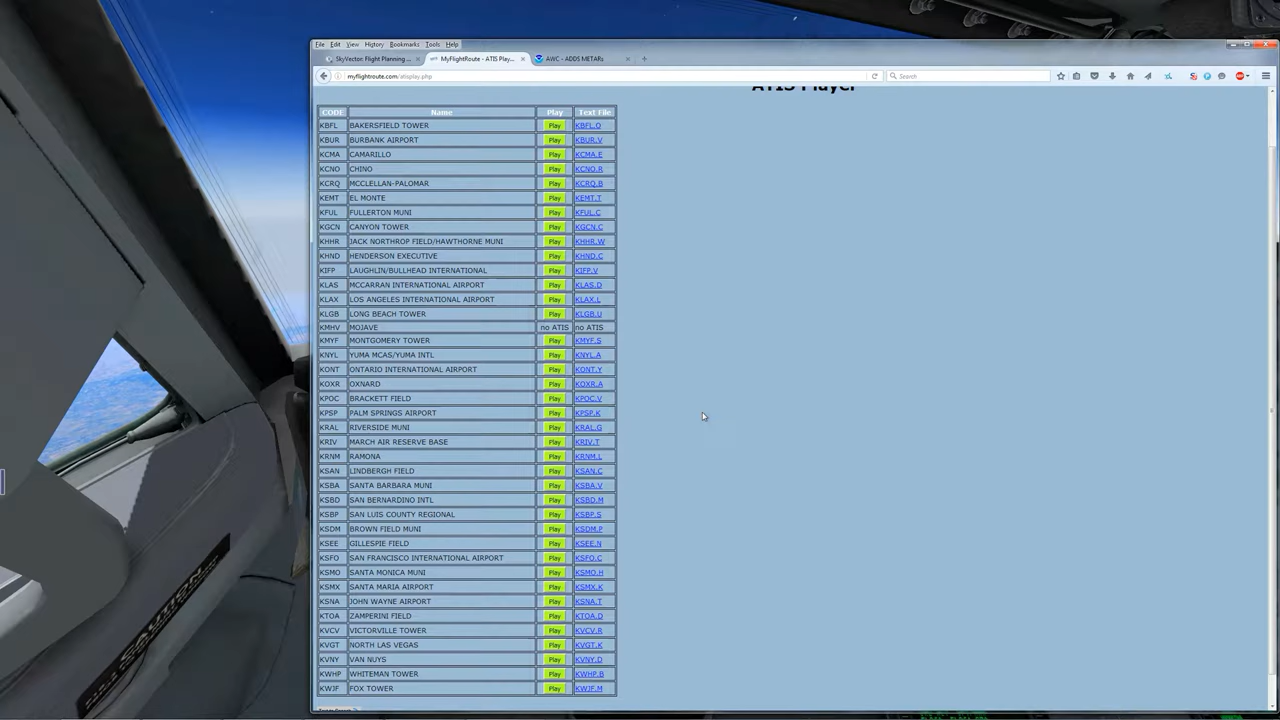 File Edit View History Bookmarks Tools Help
SkyVector: Flight Planning ... × MyFlightRoute - ATIS Play... × AWC - ADDS METARs × +
myflightroute.com/atisplay.php Search
ATIS Player
CODE Name Play Text File
KBFL BAKERSFIELD TOWER Play KBFL.O
KBUR BURBANK AIRPORT Play KBUR.V
KCMA CAMARILLO Play KCMA.E
KCNO CHINO Play KCNO.R
KCRQ MCCLELLAN-PALOMAR Play KCRQ.B
KEMT EL MONTE Play KEMT.T
KFUL FULLERTON MUNI Play KFUL.C
KGCN CANYON TOWER Play KGCN.C
KHHR JACK NORTHROP FIELD/HAWTHORNE MUNI Play KHHR.W
KHND HENDERSON EXECUTIVE Play KHND.C
KIFP LAUGHLIN/BULLHEAD INTERNATIONAL Play KIFP.V
KLAS MCCARRAN INTERNATIONAL AIRPORT Play KLAS.D
KLAX LOS ANGELES INTERNATIONAL AIRPORT Play KLAX.L
KLGB LONG BEACH TOWER Play KLGB.U
KMHV MOJAVE no ATIS no ATIS
KMYF MONTGOMERY TOWER Play KMYF.S
KNYL YUMA MCAS/YUMA INTL Play KNYL.A
KONT ONTARIO INTERNATIONAL AIRPORT Play KONT.Y
KOXR OXNARD Play KOXR.A
KPOC BRACKETT FIELD Play KPOC.V
KPSP PALM SPRINGS AIRPORT Play KPSP.K
KRAL RIVERSIDE MUNI Play KRAL.G
KRIV MARCH AIR RESERVE BASE Play KRIV.T
KRNM RAMONA Play KRNM.L
KSAN LINDBERGH FIELD Play KSAN.C
KSBA SANTA BARBARA MUNI Play KSBA.V
KSBD SAN BERNARDINO INTL Play KSBD.M
KSBP SAN LUIS COUNTY REGIONAL Play KSBP.S
KSDM BROWN FIELD MUNI Play KSDM.P
KSEE GILLESPIE FIELD Play KSEE.N
KSFO SAN FRANCISCO INTERNATIONAL AIRPORT Play KSFO.C
KSMO SANTA MONICA MUNI Play KSMO.H
KSMX SANTA MARIA AIRPORT Play KSMX.K
KSNA JOHN WAYNE AIRPORT Play KSNA.T
KTOA ZAMPERINI FIELD Play KTOA.D
KVCV VICTORVILLE TOWER Play KVCV.R
KVGT NORTH LAS VEGAS Play KVGT.K
KVNY VAN NUYS Play KVNY.D
KWHP WHITEMAN TOWER Play KWHP.B
KWJF FOX TOWER Play KWJF.M
CAUTION